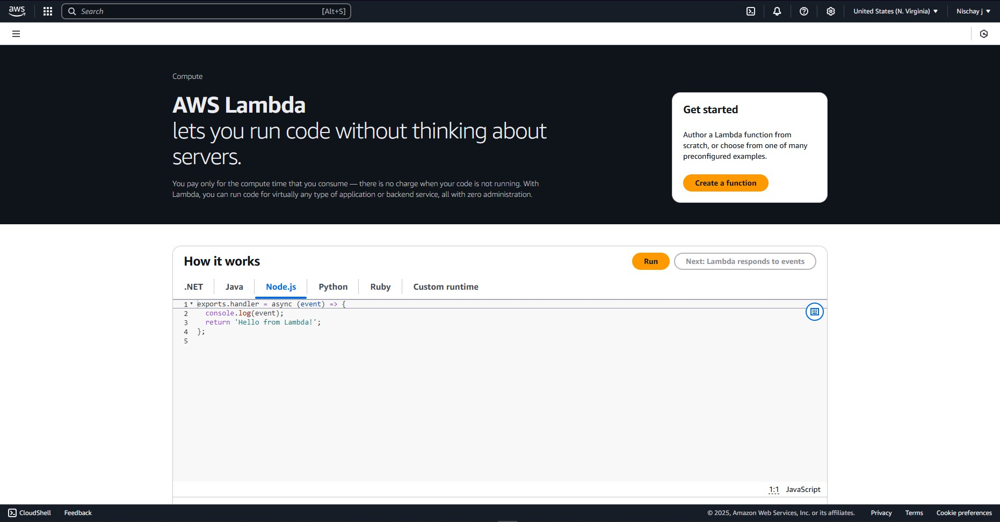 aws
Search [Alt+S]
United States (N. Virginia) ▼
Nischay j ▼
Compute
AWS Lambda
lets you run code without thinking about
servers.
You pay only for the compute time that you consume — there is no charge when your code is not running. With
Lambda, you can run code for virtually any type of application or backend service, all with zero administration.
Get started
Author a Lambda function from
scratch, or choose from one of many
preconfigured examples.
Create a function
How it works
Run
Next: Lambda responds to events
.NET
Java
Node.js
Python
Ruby
Custom runtime
1 exports.handler = async (event) => {
2   console.log(event);
3   return 'Hello from Lambda!';
4 };
5
1:1 JavaScript
CloudShell
Feedback
© 2025, Amazon Web Services, Inc. or its affiliates.
Privacy
Terms
Cookie preferences